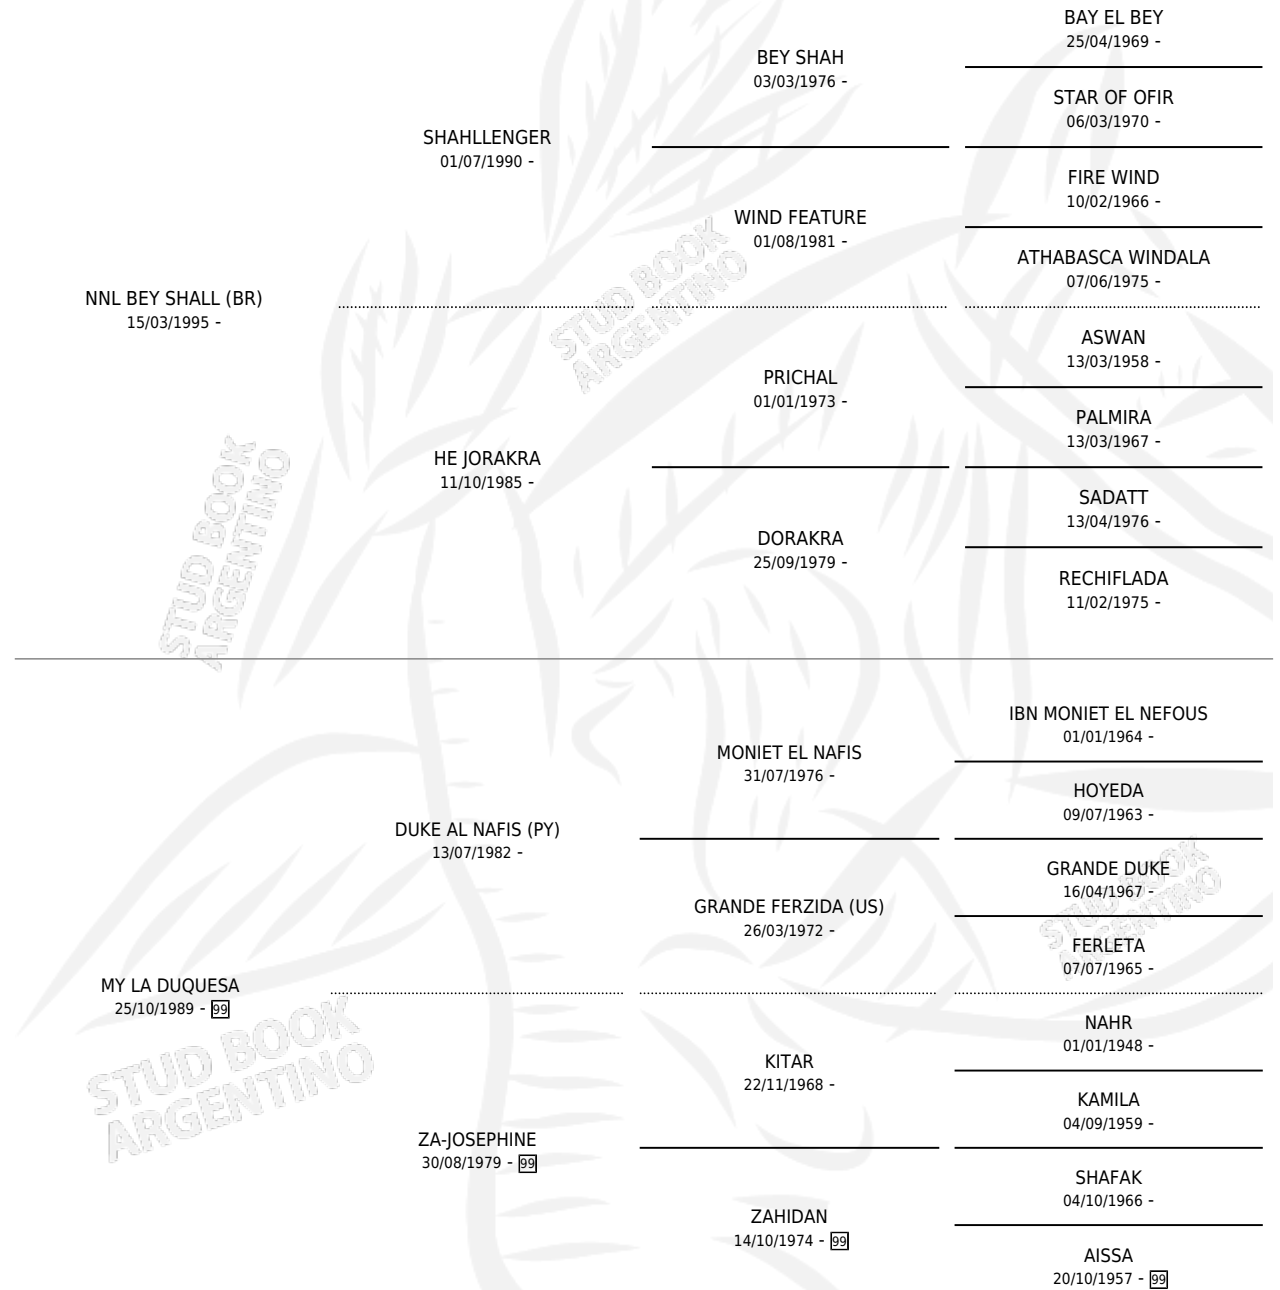 BAY EL BEY
25/04/1969 -
BEY SHAH
03/03/1976 -
STAR OF OFIR
06/03/1970 -
SHAHLLENGER
01/07/1990 -
FIRE WIND
10/02/1966 -
WIND FEATURE
01/08/1981 -
ATHABASCA WINDALA
07/06/1975 -
NNL BEY SHALL (BR)
15/03/1995 -
ASWAN
13/03/1958 -
PRICHAL
01/01/1973 -
PALMIRA
13/03/1967 -
HE JORAKRA
11/10/1985 -
SADATT
13/04/1976 -
DORAKRA
25/09/1979 -
RECHIFLADA
11/02/1975 -
STUD BOOK
ARGENTINO
STUD BOOK
ARGENTINO
IBN MONIET EL NEFOUS
01/01/1964 -
MONIET EL NAFIS
31/07/1976 -
HOYEDA
09/07/1963 -
DUKE AL NAFIS (PY)
13/07/1982 -
GRANDE DUKE
16/04/1967 -
GRANDE FERZIDA (US)
26/03/1972 -
FERLETA
07/07/1965 -
STUD BOOK
ARGENTINO
MY LA DUQUESA
25/10/1989 - 99
NAHR
01/01/1948 -
KITAR
22/11/1968 -
KAMILA
04/09/1959 -
STUD BOOK
ARGENTINO
ZA-JOSEPHINE
30/08/1979 - 99
SHAFAK
04/10/1966 -
ZAHIDAN
14/10/1974 - 99
AISSA
20/10/1957 - 99